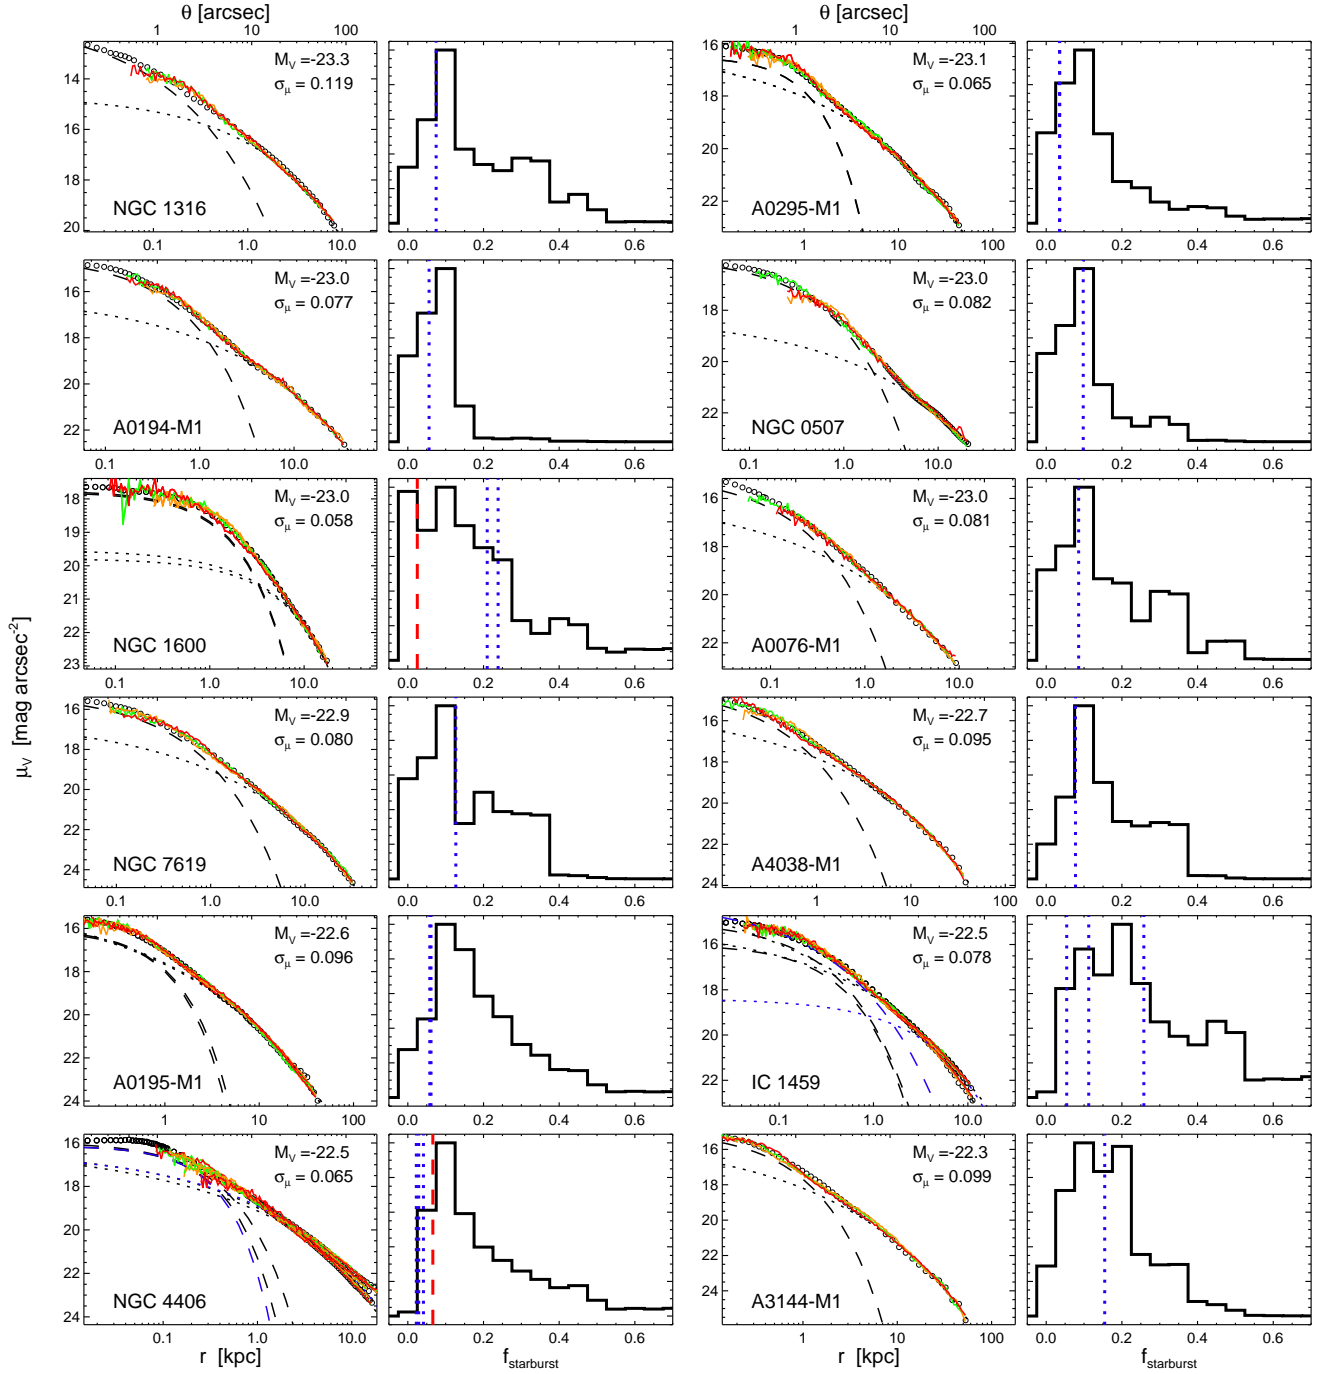 θ [arcsec]
θ [arcsec]
1 10 100
1 10 100
M_V=-23.3
σ_μ = 0.119
NGC 1316
14
16
18
20
0.1 1.0 10.0
0.0 0.2 0.4 0.6
M_V=-23.1
σ_μ = 0.065
A0295-M1
16
18
20
22
1 10 100
0.0 0.2 0.4 0.6
M_V=-23.0
σ_μ = 0.077
A0194-M1
16
18
20
22
0.1 1.0 10.0
0.0 0.2 0.4 0.6
M_V=-23.0
σ_μ = 0.082
NGC 0507
18
20
22
0.1 1.0 10.0
0.0 0.2 0.4 0.6
M_V=-23.0
σ_μ = 0.058
NGC 1600
18
19
20
21
22
23
0.1 1.0 10.0
0.0 0.2 0.4 0.6
M_V=-23.0
σ_μ = 0.081
A0076-M1
16
18
20
22
0.1 1.0 10.0
0.0 0.2 0.4 0.6
μ_V [mag arcsec⁻²]
M_V=-22.9
σ_μ = 0.080
NGC 7619
16
18
20
22
24
0.1 1.0 10.0
0.0 0.2 0.4 0.6
M_V=-22.7
σ_μ = 0.095
A4038-M1
16
18
20
22
24
1 10 100
0.0 0.2 0.4 0.6
M_V=-22.6
σ_μ = 0.096
A0195-M1
16
18
20
22
24
1 10 100
0.0 0.2 0.4 0.6
M_V=-22.5
σ_μ = 0.078
IC 1459
16
18
20
22
0.1 1.0 10.0
0.0 0.2 0.4 0.6
M_V=-22.5
σ_μ = 0.065
NGC 4406
16
18
20
22
24
0.1 1.0 10.0
0.0 0.2 0.4 0.6
M_V=-22.3
σ_μ = 0.099
A3144-M1
16
18
20
22
24
1 10 100
0.0 0.2 0.4 0.6
r [kpc]
f_starburst
r [kpc]
f_starburst